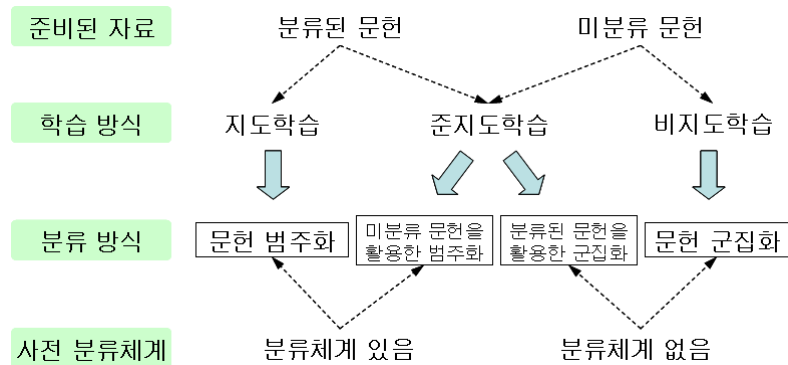 준비된 자료
분류된 문헌
미분류 문헌
학습 방식
지도학습
준지도학습
비지도학습
분류 방식
문헌 범주화
미분류 문헌을
활용한 범주화
분류된 문헌을
활용한 군집화
문헌 군집화
사전 분류체계
분류체계 있음
분류체계 없음